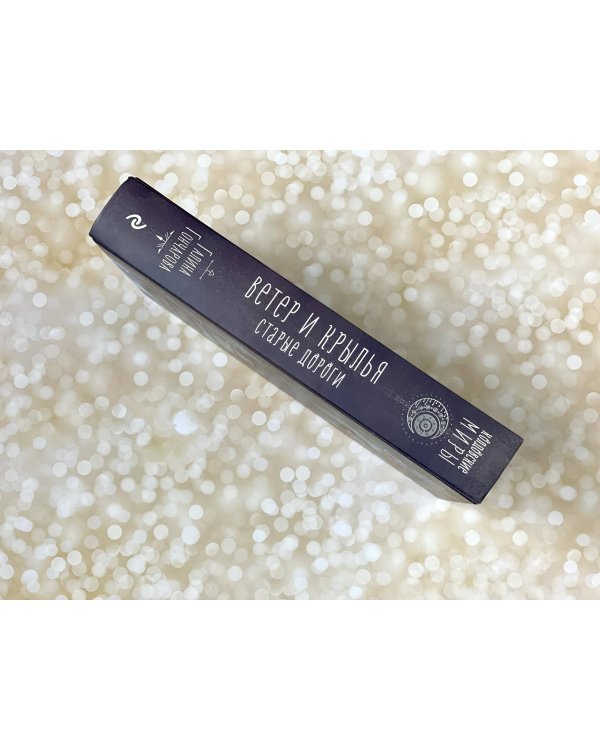 Галина
Гончарова
ВЕТЕР И КРЫЛЬЯ
СТАРЫЕ ДОРОГИ
КОЛДОВСКИЕ
МИРЫ